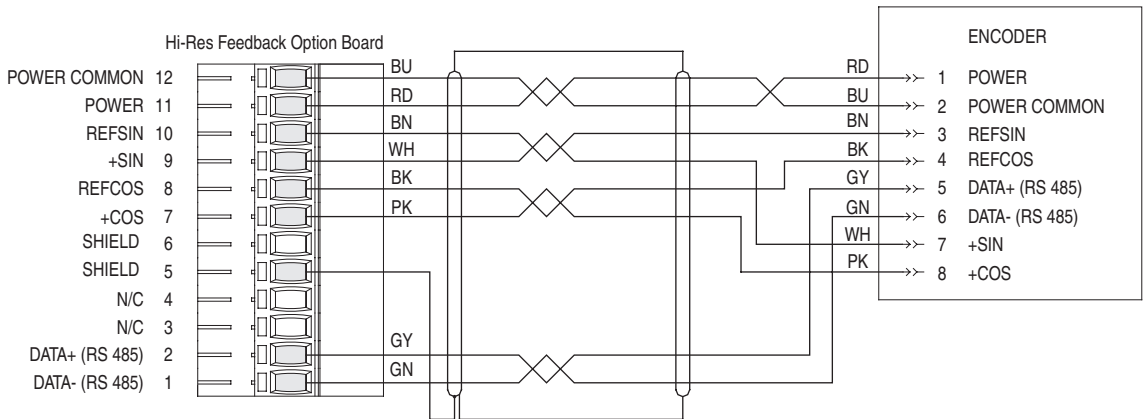 Hi-Res Feedback Option Board
POWER COMMON 12
POWER 11
REFSIN 10
+SIN 9
REFCOS 8
+COS 7
SHIELD 6
SHIELD 5
N/C 4
N/C 3
DATA+ (RS 485) 2
DATA- (RS 485) 1
BU
RD
BN
WH
BK
PK
GY
GN
RD
BU
BN
BK
GY
GN
WH
PK
ENCODER
1 POWER
2 POWER COMMON
3 REFSIN
4 REFCOS
5 DATA+ (RS 485)
6 DATA- (RS 485)
7 +SIN
8 +COS